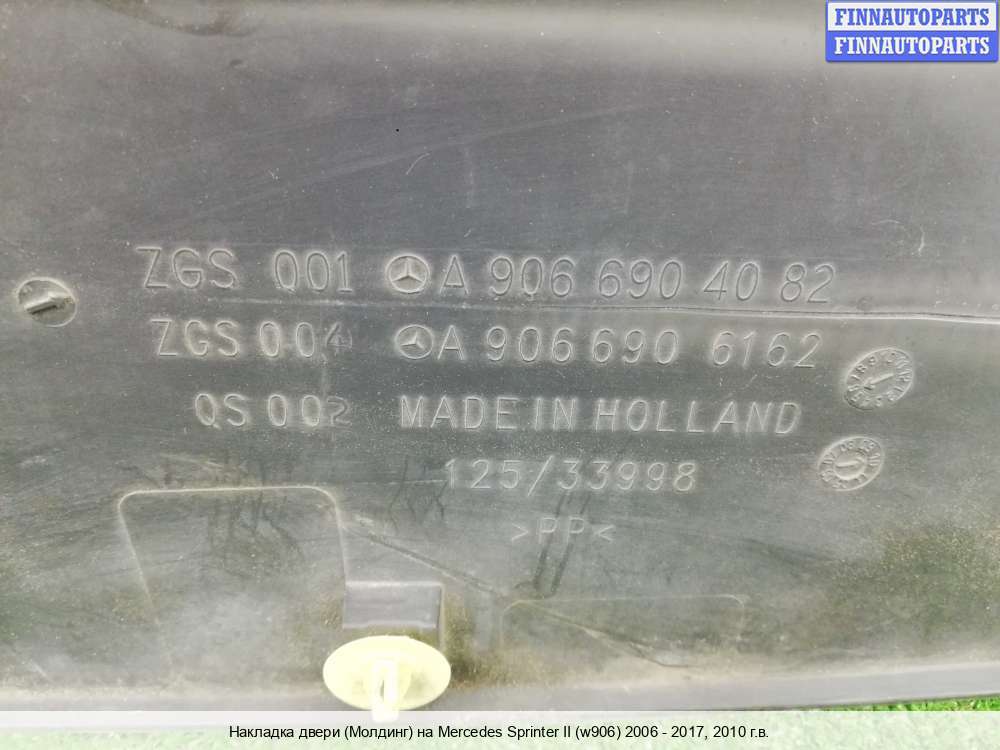 FINNAUTOPARTS
FINNAUTOPARTS
ZGS 001 A 906 690 40 82
ZGS 004 A 906 690 6162
QS 002 MADE IN HOLLAND
125/33998
>PP<
Накладка двери (Молдинг) на Mercedes Sprinter II (w906) 2006 - 2017, 2010 г.в.